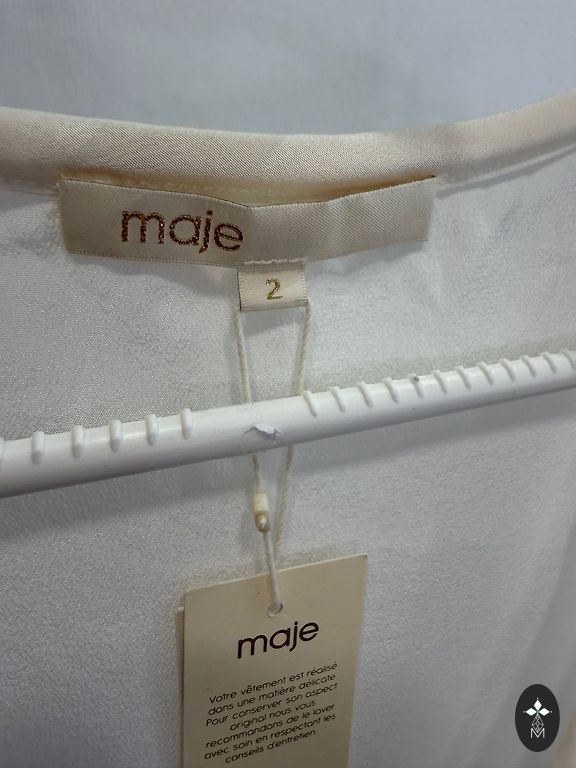 maje
2
maje
Votre vêtement est réalisé
dans une matière délicate
Pour conserver son aspect
original nous vous
recommandons de le laver
avec soin en respectant les
conseils d'entretien